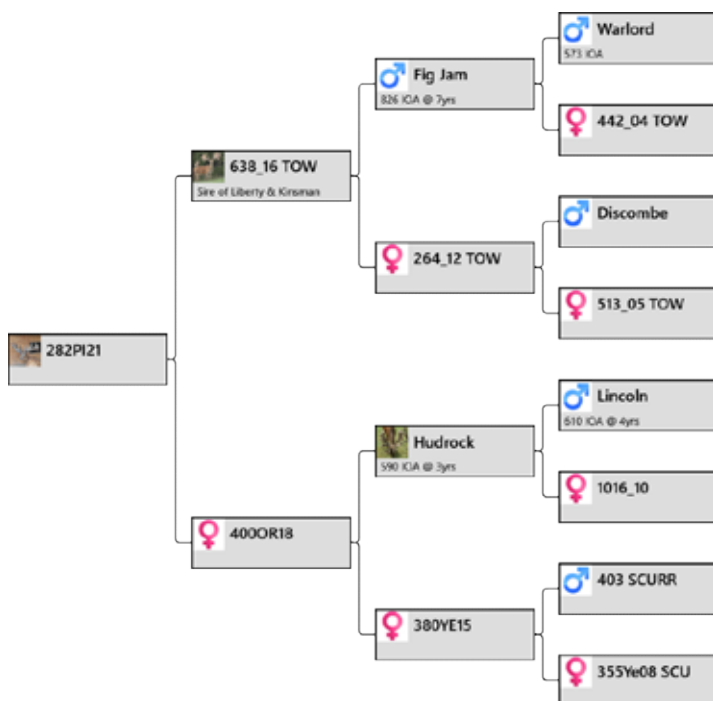 Warlord
573 IOA
Fig Jam
826 IOA @ 7yrs
442_04 TOW
638_16 TOW
Sire of Liberty & Kinsman
Discombe
264_12 TOW
513_05 TOW
282PI21
Lincoln
610 IOA @ 4yrs
Hudrock
590 IOA @ 3yrs
1016_10
400OR18
403 SCURR
380YE15
355Ye08 SCU